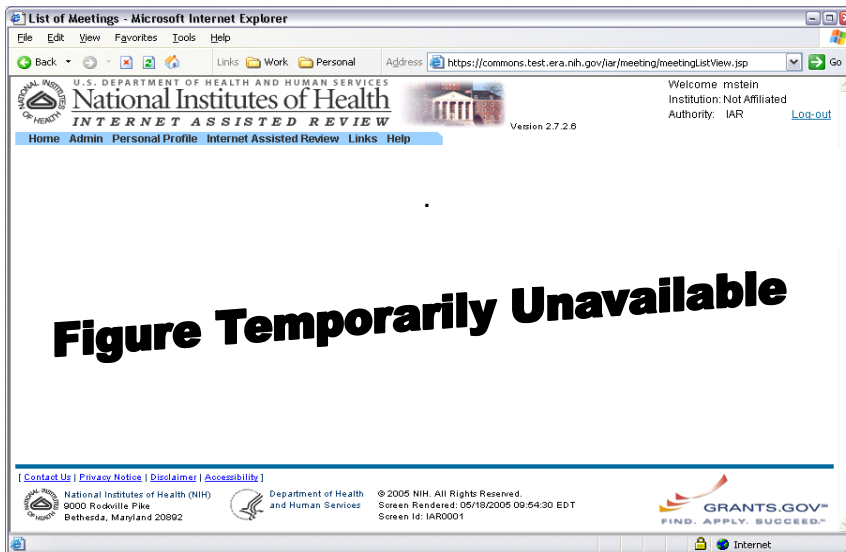 List of Meetings - Microsoft Internet Explorer
File Edit View Favorites Tools Help
Back Links Work Personal Address https://commons.test.era.nih.gov/iar/meeting/meetingListView.jsp Go
U.S. DEPARTMENT OF HEALTH AND HUMAN SERVICES
National Institutes of Health
INTERNET ASSISTED REVIEW
Version 2.7.2.6
Welcome mstein
Institution: Not Affiliated
Authority: IAR Log-out
Home Admin Personal Profile Internet Assisted Review Links Help
.
Figure Temporarily Unavailable
[ Contact Us | Privacy Notice | Disclaimer | Accessibility ]
National Institutes of Health (NIH)
9000 Rockville Pike
Bethesda, Maryland 20892
Department of Health
and Human Services
© 2005 NIH. All Rights Reserved.
Screen Rendered: 05/18/2005 09:54:30 EDT
Screen Id: IAR0001
GRANTS.GOV℠
FIND. APPLY. SUCCEED.℠
Internet